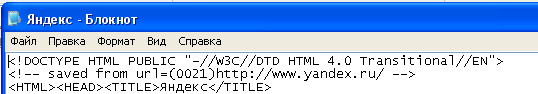 Яндекс - Блокнот
Файл Правка Формат Вид Справка
<!DOCTYPE HTML PUBLIC "-//W3C//DTD HTML 4.0 Transitional//EN">
<!-- saved from url=(0021)http://www.yandex.ru/ -->
<HTML><HEAD><TITLE>Яндекс</TITLE>